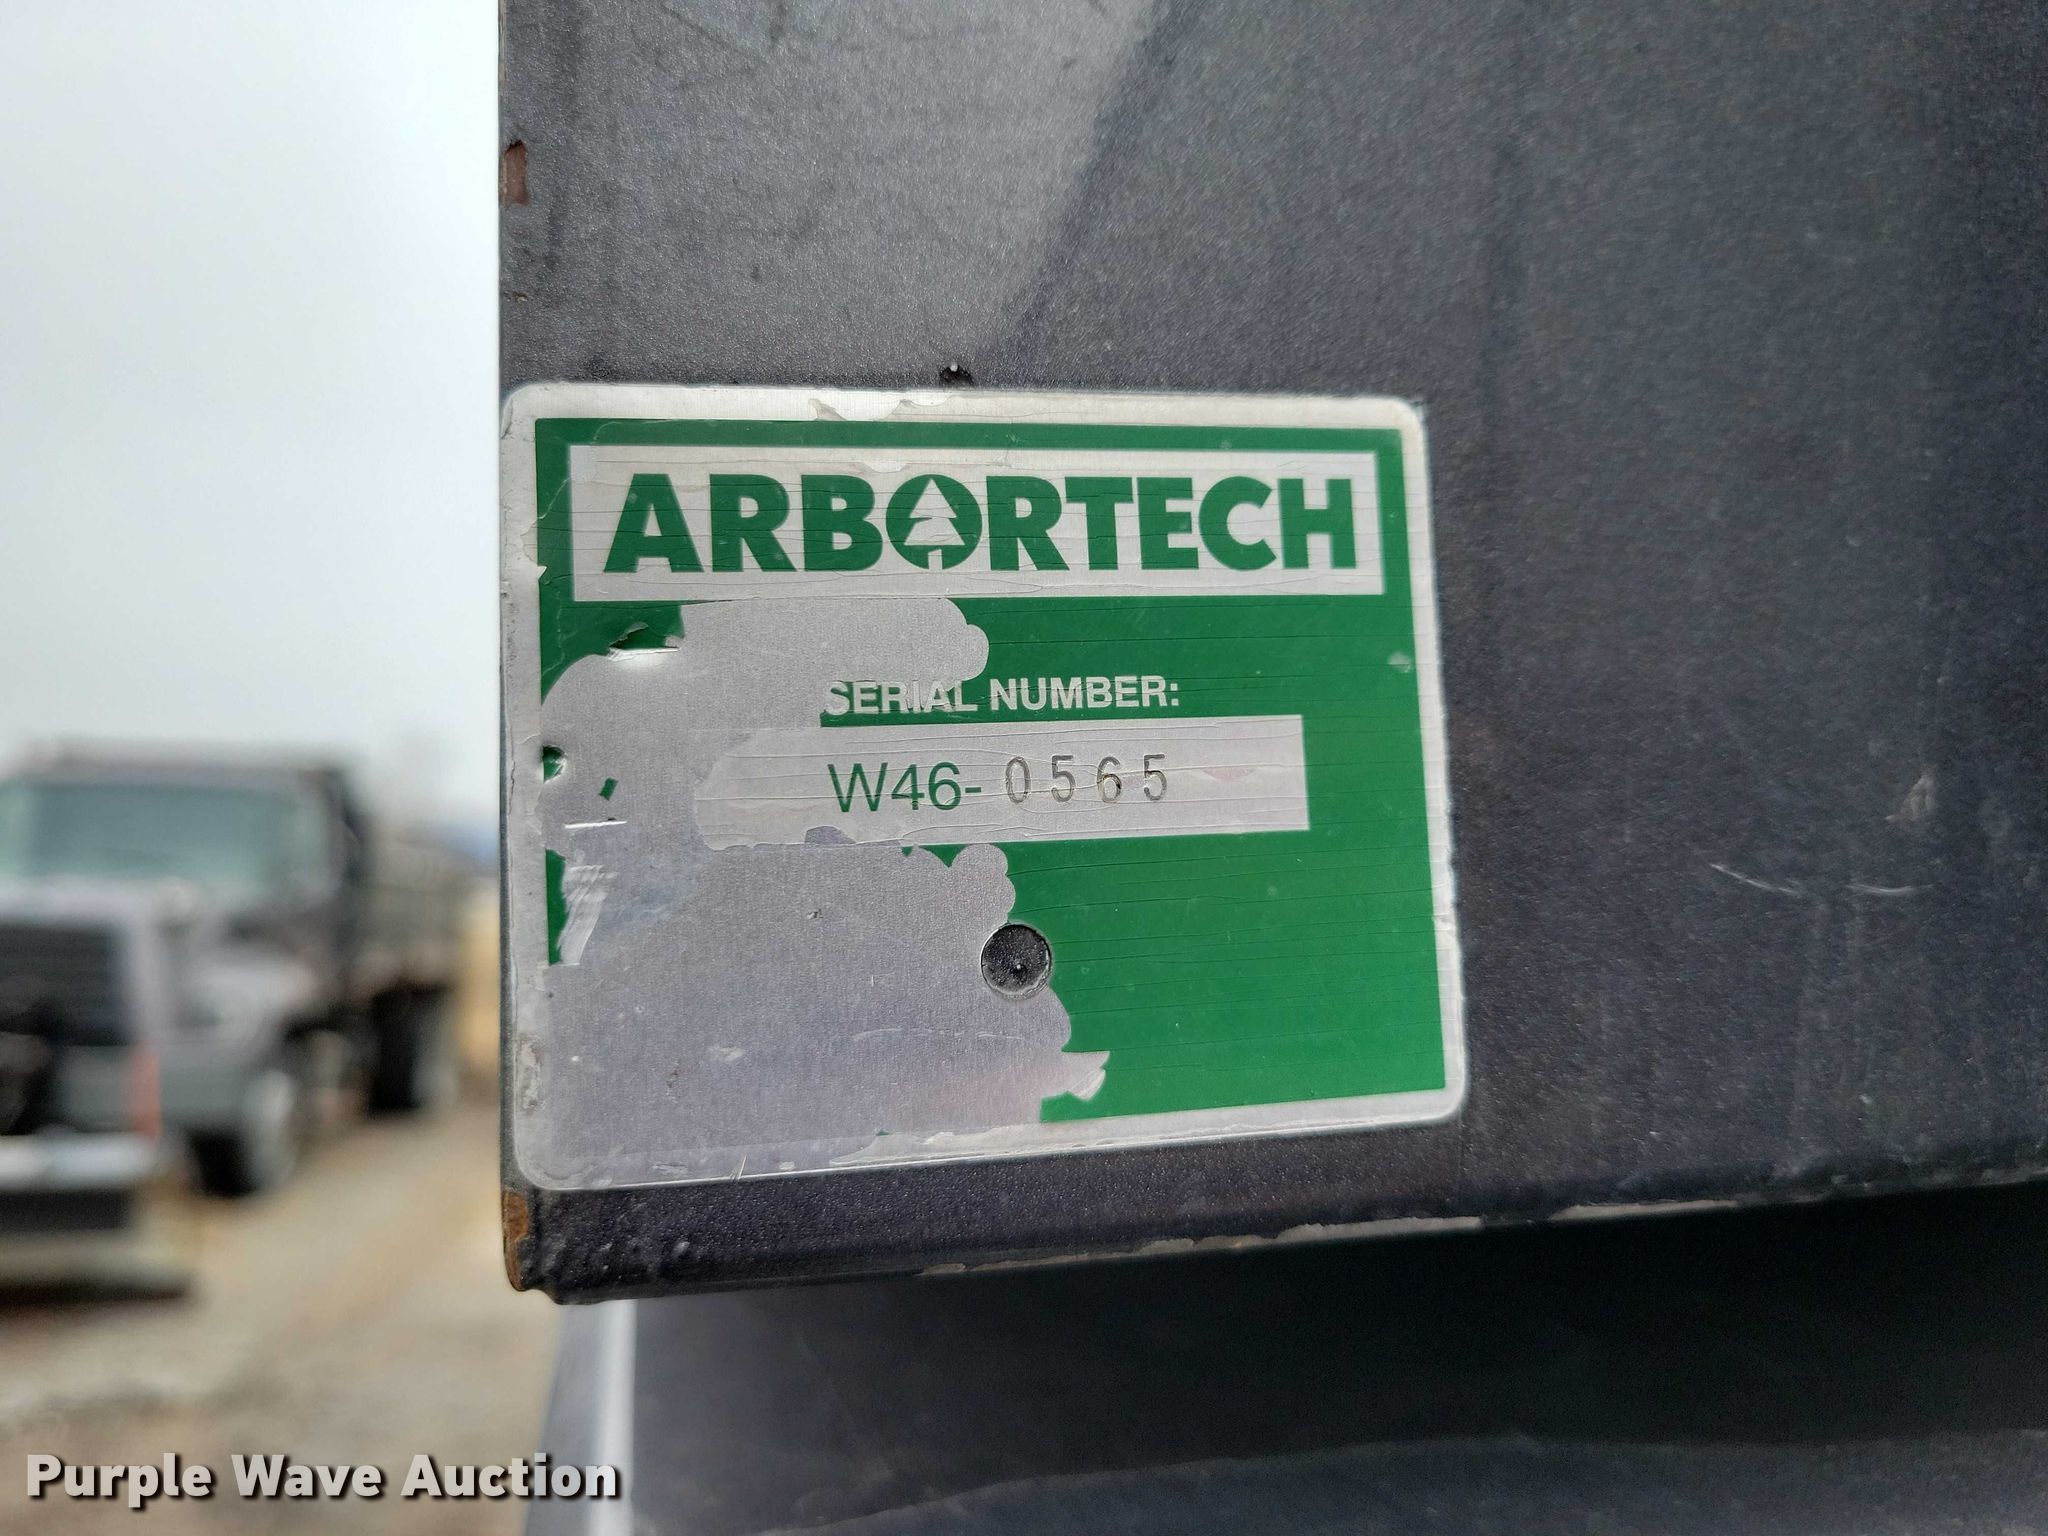 ARBORTECH
SERIAL NUMBER:
W46- 0565
Purple Wave Auction